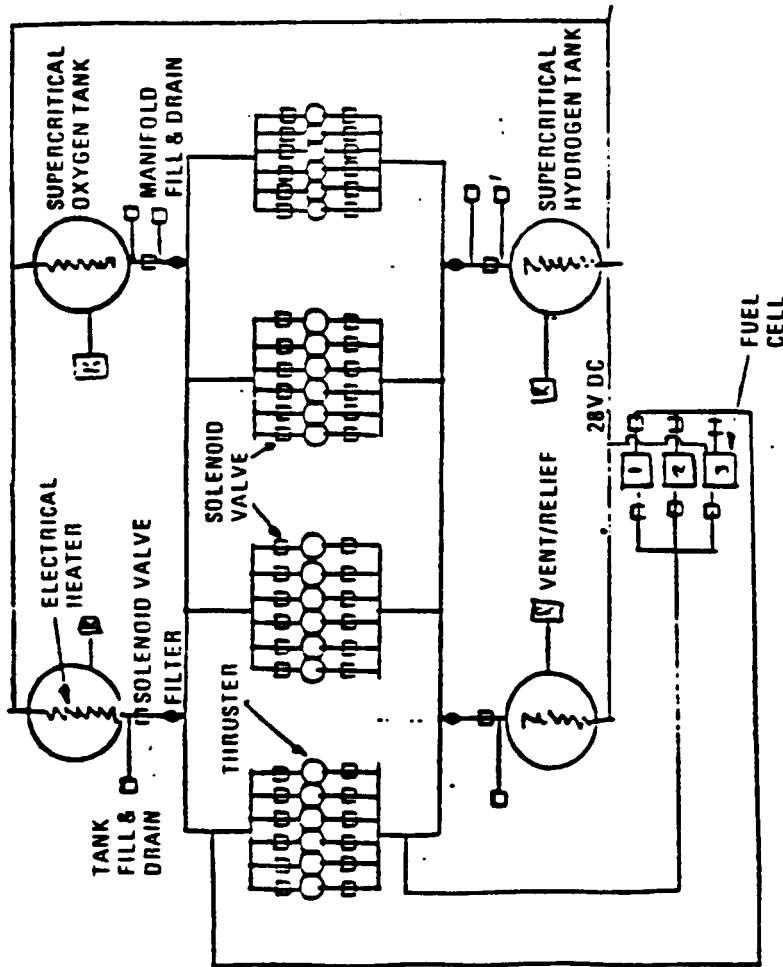 SUPERCRITICAL
OXYGEN TANK
MANIFOLD
FILL & DRAIN
ELECTRICAL
HEATER
SOLENOID VALVE
FILTER
TANK
FILL &
DRAIN
SOLENOID
VALVE
THRUSTER
SUPERCRITICAL
HYDROGEN TANK
VENT/RELIEF
28V DC
1
2
3
FUEL
CELL